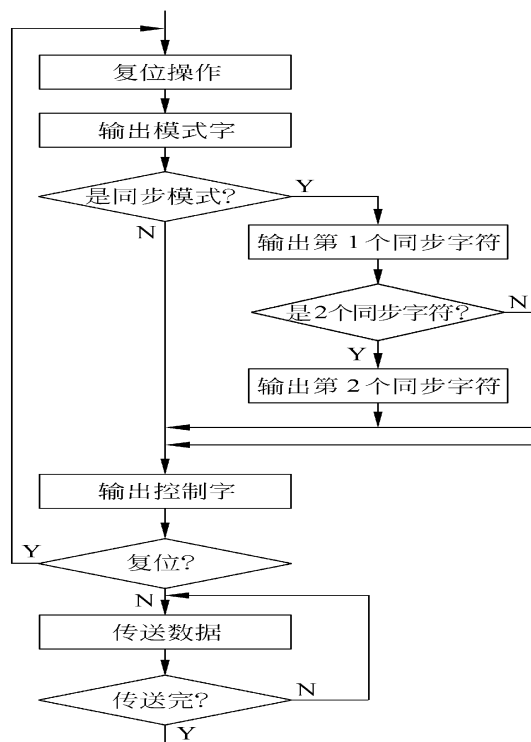 复位操作
输出模式字
是同步模式?
Y
N
输出第1个同步字符
是2个同步字符?
N
Y
输出第2个同步字符
输出控制字
Y
复位?
N
传送数据
传送完?
N
Y